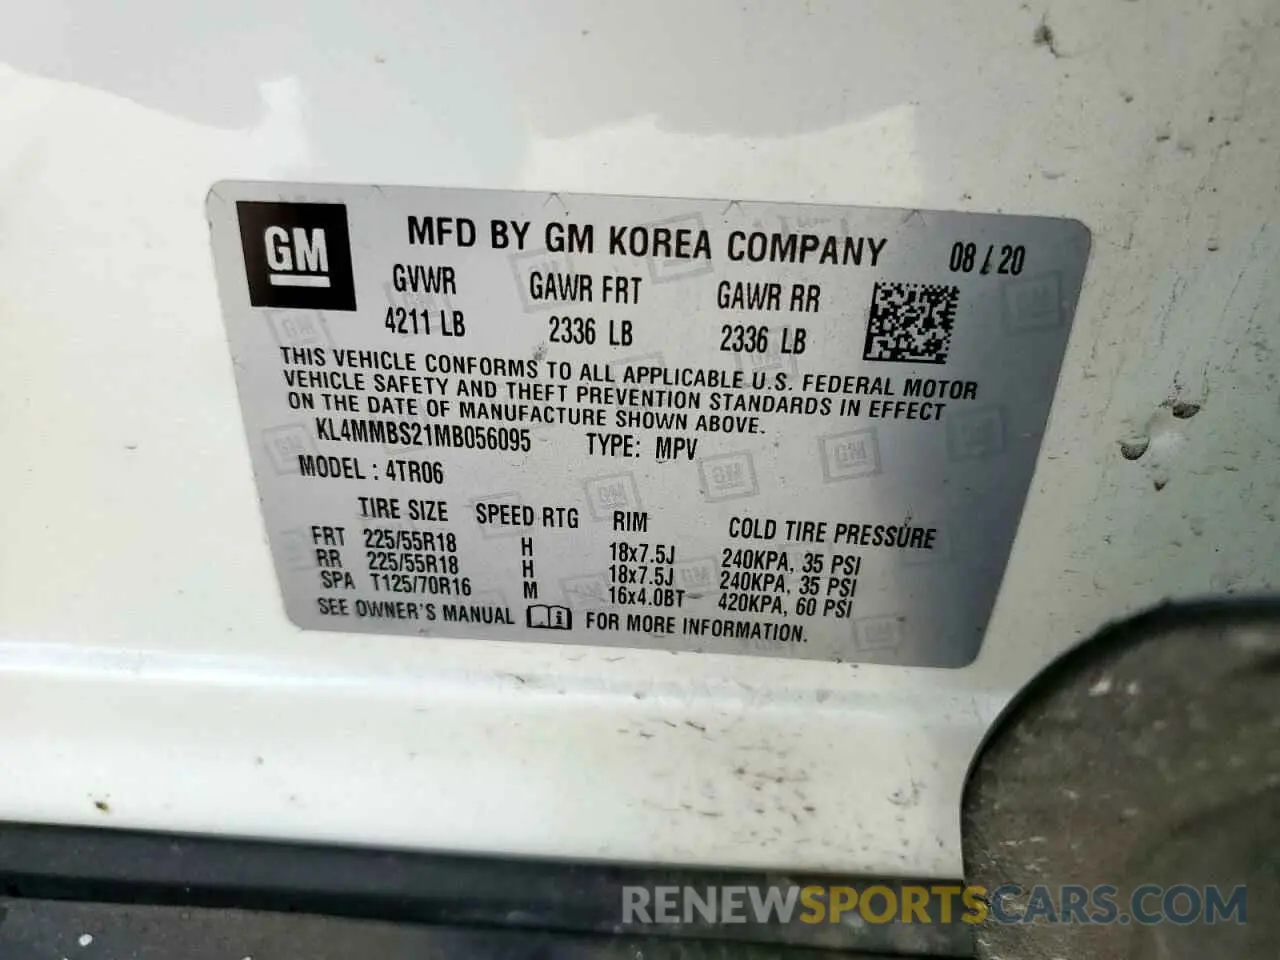 GM
MFD BY GM KOREA COMPANY 08 / 20
GVWR GAWR FRT GAWR RR
4211 LB 2336 LB 2336 LB
THIS VEHICLE CONFORMS TO ALL APPLICABLE U.S. FEDERAL MOTOR
VEHICLE SAFETY AND THEFT PREVENTION STANDARDS IN EFFECT
ON THE DATE OF MANUFACTURE SHOWN ABOVE.
KL4MMBS21MB056095 TYPE: MPV
MODEL : 4TR06
TIRE SIZE SPEED RTG RIM COLD TIRE PRESSURE
FRT 225/55R18 H 18x7.5J 240KPA, 35 PSI
RR 225/55R18 H 18x7.5J 240KPA, 35 PSI
SPA T125/70R16 M 16x4.0BT 420KPA, 60 PSI
SEE OWNER'S MANUAL i FOR MORE INFORMATION.
RENEWSPORTSCARS.COM